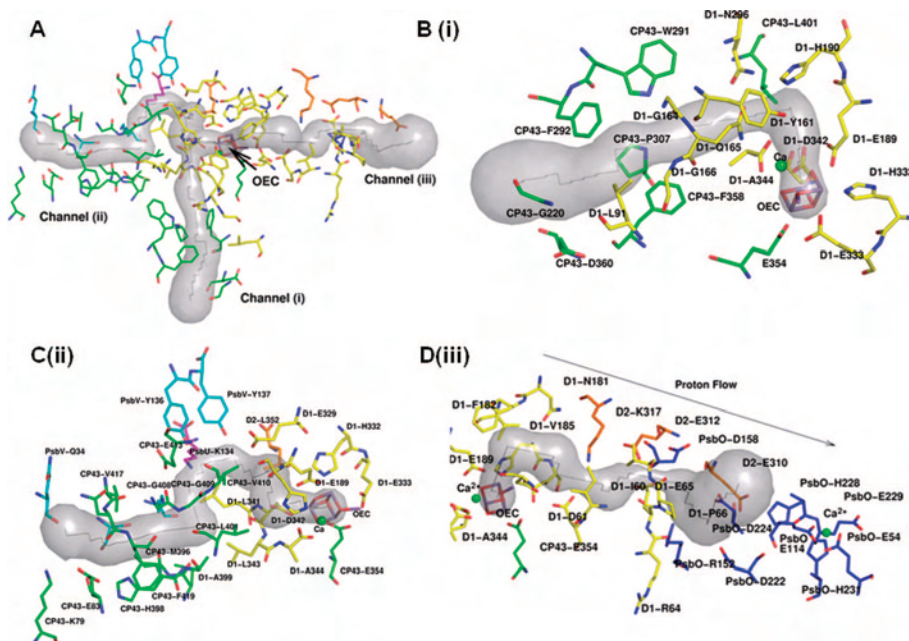 A
OEC
Channel (ii)
Channel (iii)
Channel (i)
B (i)
D1-N296
CP43-L401
CP43-W291
D1-H190
D1-G164
D1-Y161
CP43-F292
CP43-P307
D1-Q165
D1-D342
D1-E189
Ca
D1-G166
D1-A344
D1-H332
CP43-F358
CP43-G220
D1-L91
OEC
CP43-D360
E354
D1-E333
C(ii)
PsbV-Y137
PsbV-Y136
D2-L352
D1-E329
D1-H332
CP43-E413
PsbU-K134
PsbV-Q34
CP43-V417
CP43-V410
D1-E189
D1-E333
CP43-G408
CP43-G409
D1-L341
D1-D342
OEC
Ca
CP43-L401
D1-L343
D1-A344
CP43-E354
CP43-M396
D1-A399
CP43-F419
CP43-E83
CP43-H398
CP43-K79
D(iii)
Proton Flow
D1-N181
D1-F182
D2-K317
D2-E312
D1-V185
PsbO-D158
D1-E189
D2-E310
Ca2+
D1-I60
D1-E65
PsbO-H228
PsbO-E229
OEC
D1-P66
Ca2+
D1-D61
PsbO-D224
PsbO
E114
PsbO-E54
D1-A344
CP43-E354
PsbO-R152
PsbO-D222
PsbO-H231
D1-R64